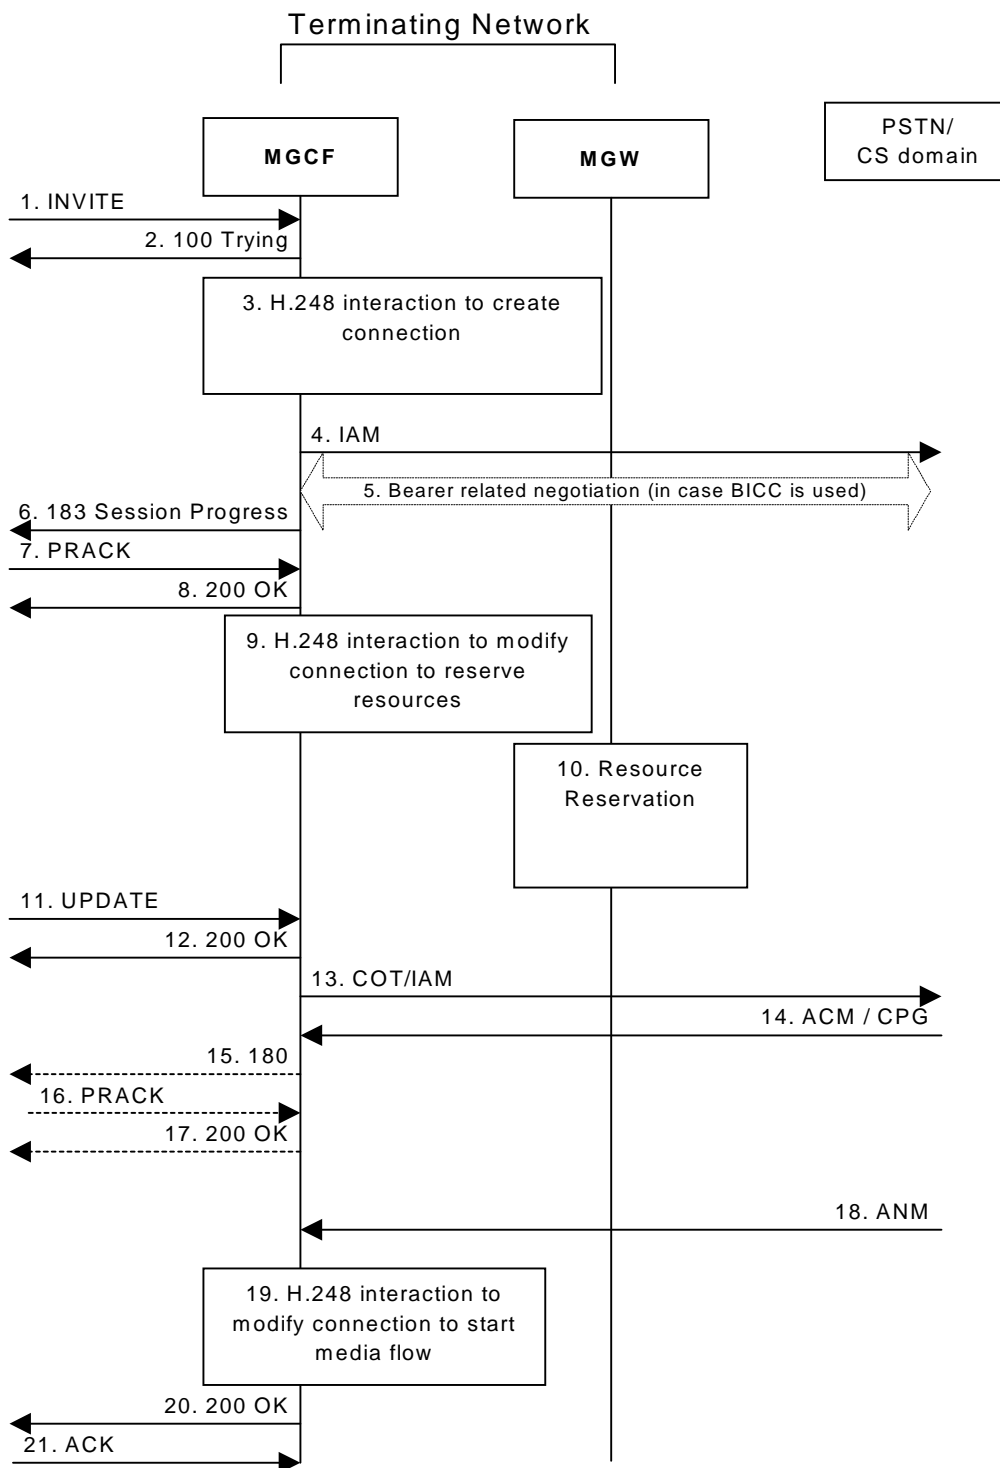 Terminating Network
MGCF
MGW
PSTN/
CS domain
1. INVITE
2. 100 Trying
3. H.248 interaction to create
connection
4. IAM
5. Bearer related negotiation (in case BICC is used)
6. 183 Session Progress
7. PRACK
8. 200 OK
9. H.248 interaction to modify
connection to reserve
resources
10. Resource
Reservation
11. UPDATE
12. 200 OK
13. COT/IAM
14. ACM / CPG
15. 180
16. PRACK
17. 200 OK
18. ANM
19. H.248 interaction to
modify connection to start
media flow
20. 200 OK
21. ACK